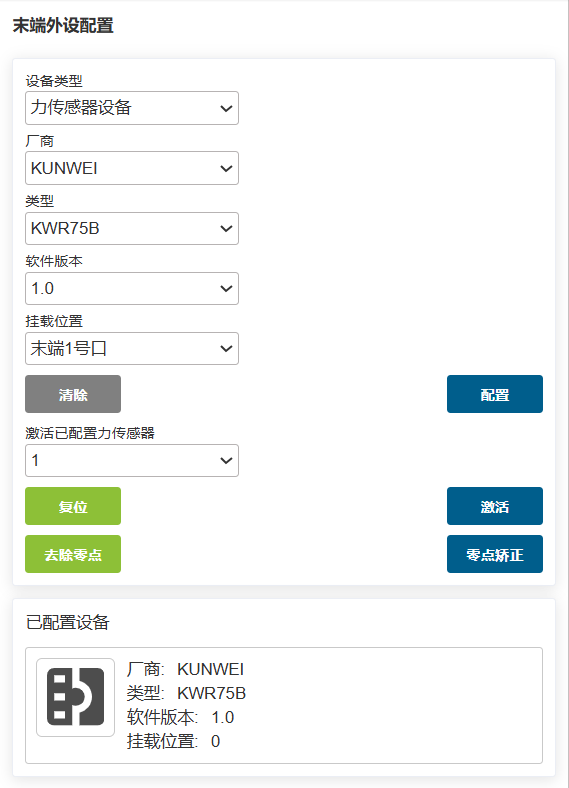 末端外设配置
设备类型
力传感器设备
厂商
KUNWEI
类型
KWR75B
软件版本
1.0
挂载位置
末端1号口
清除
配置
激活已配置力传感器
1
复位
激活
去除零点
零点矫正
已配置设备
厂商: KUNWEI
类型: KWR75B
软件版本: 1.0
挂载位置: 0